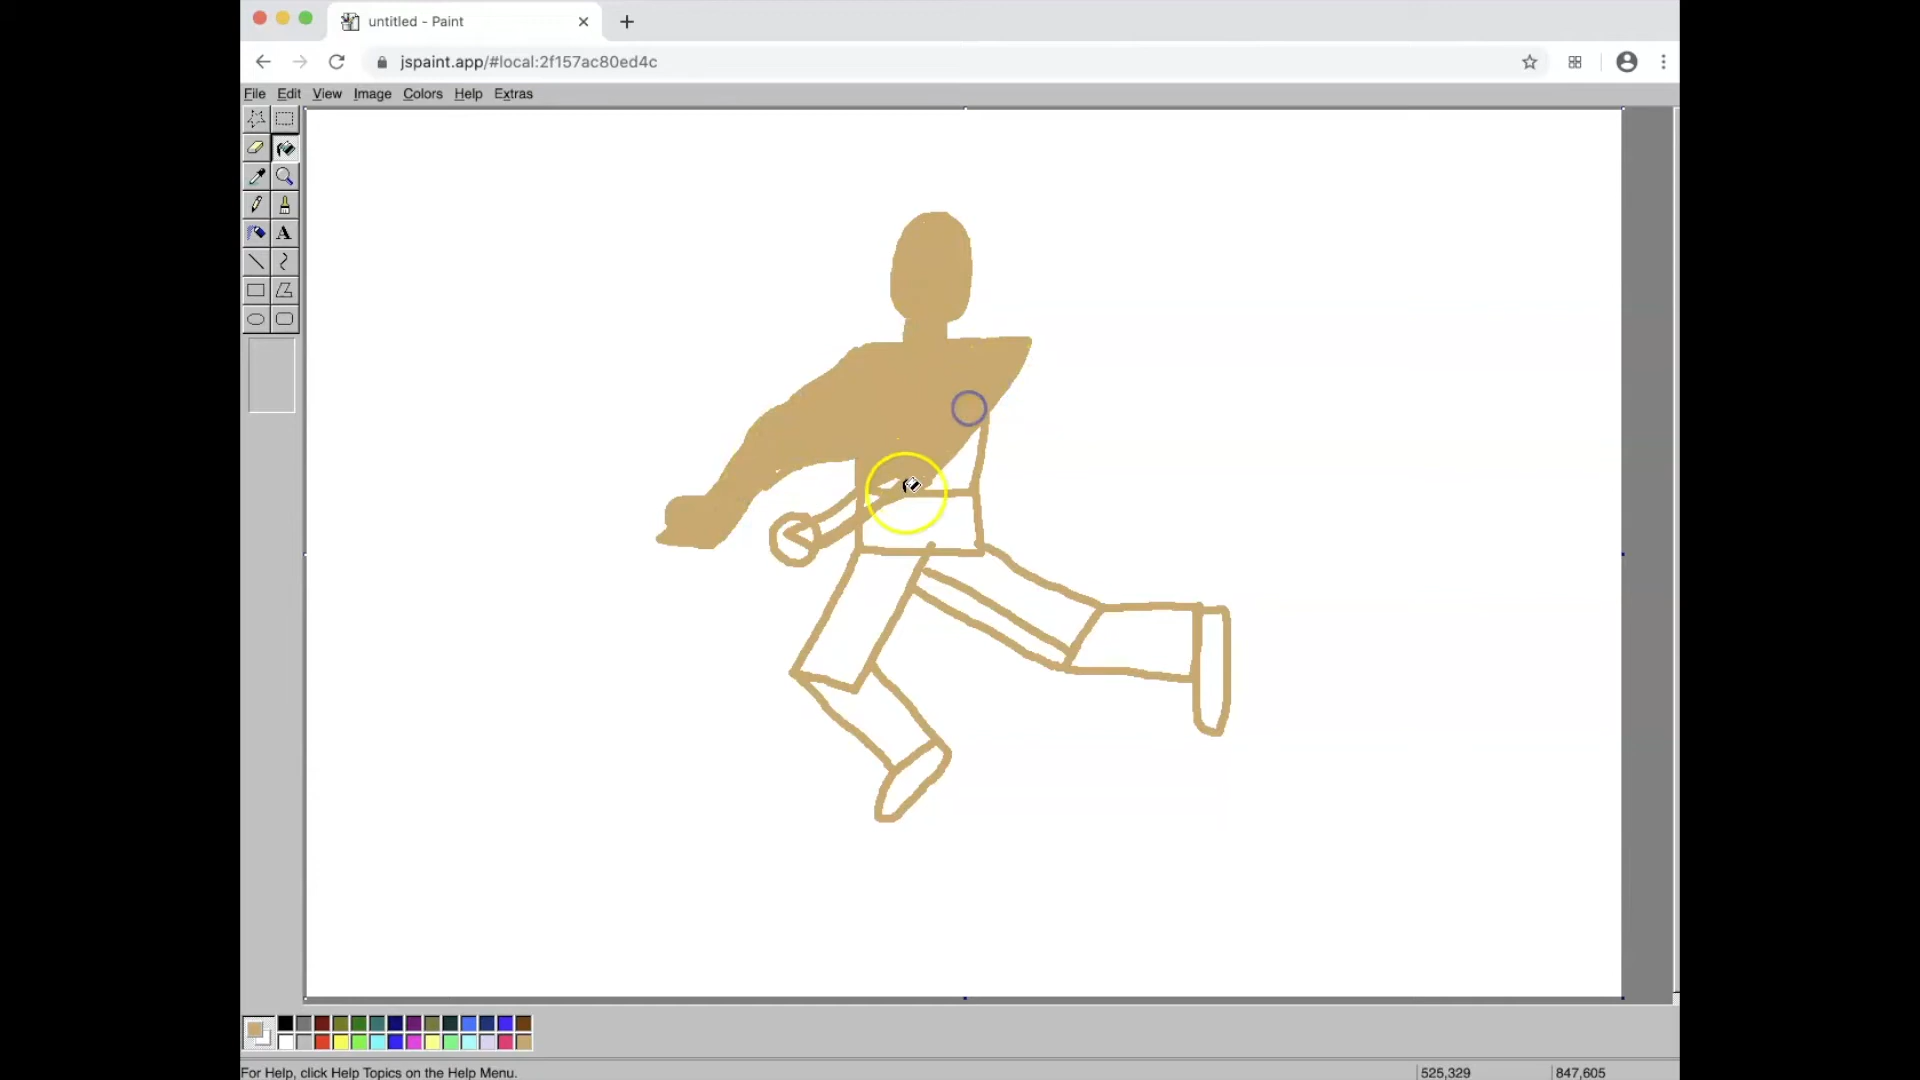 untitled - Paint
jspaint.app/#local:2f157ac80ed4c
File Edit View Image Colors Help Extras
A
For Help, click Help Topics on the Help Menu.
525,329
847,605